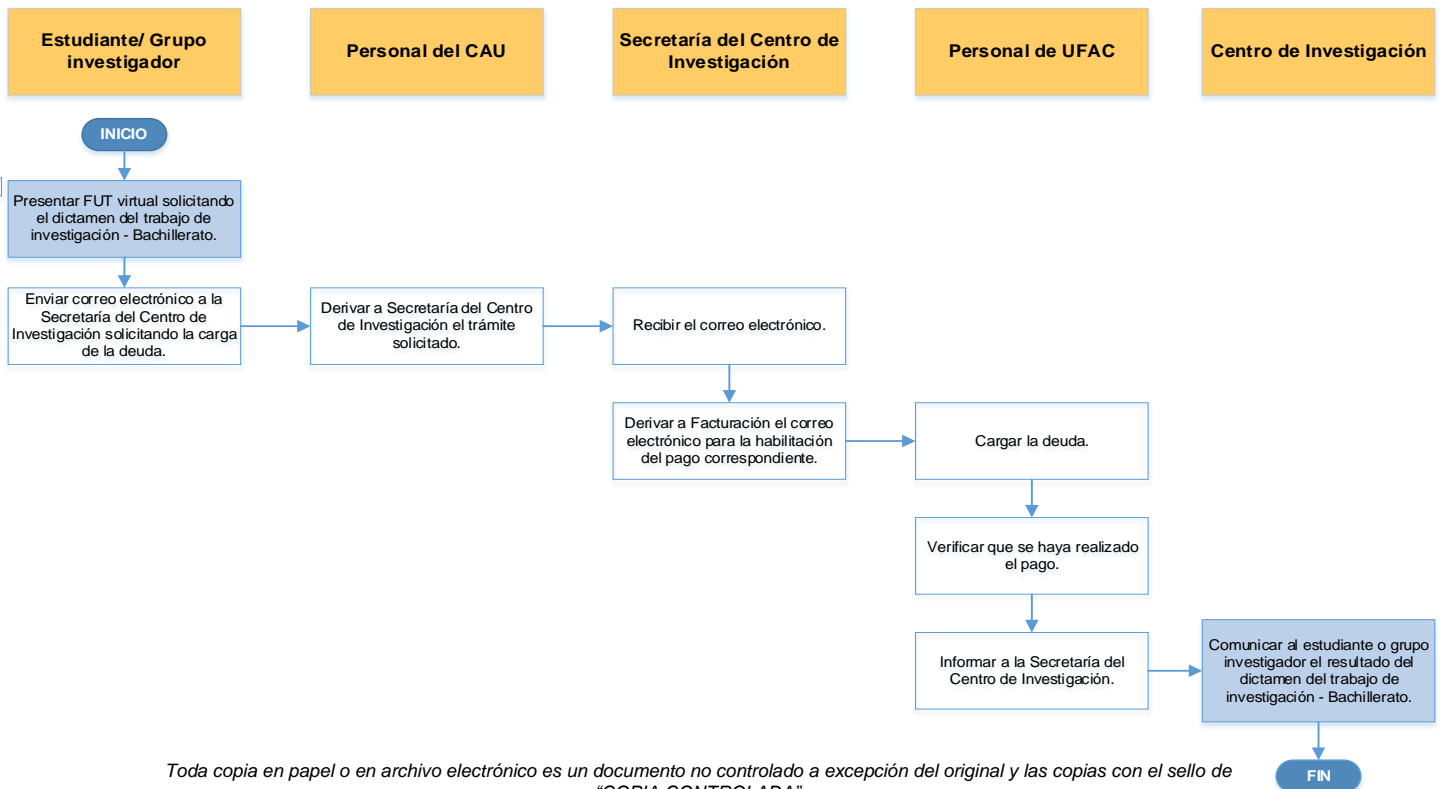 Estudiante/ Grupo
investigador
Personal del CAU
Secretaría del Centro de
Investigación
Personal de UFAC
Centro de Investigación
INICIO
Presentar FUT virtual solicitando
el dictamen del trabajo de
investigación - Bachillerato.
Enviar correo electrónico a la
Secretaría del Centro de
Investigación solicitando la carga
de la deuda.
Derivar a Secretaría del Centro
de Investigación el trámite
solicitado.
Recibir el correo electrónico.
Derivar a Facturación el correo
electrónico para la habilitación
del pago correspondiente.
Cargar la deuda.
Verificar que se haya realizado
el pago.
Informar a la Secretaría del
Centro de Investigación.
Comunicar al estudiante o grupo
investigador el resultado del
dictamen del trabajo de
investigación - Bachillerato.
FIN
Toda copia en papel o en archivo electrónico es un documento no controlado a excepción del original y las copias con el sello de
“COPIA CONTROLADA”